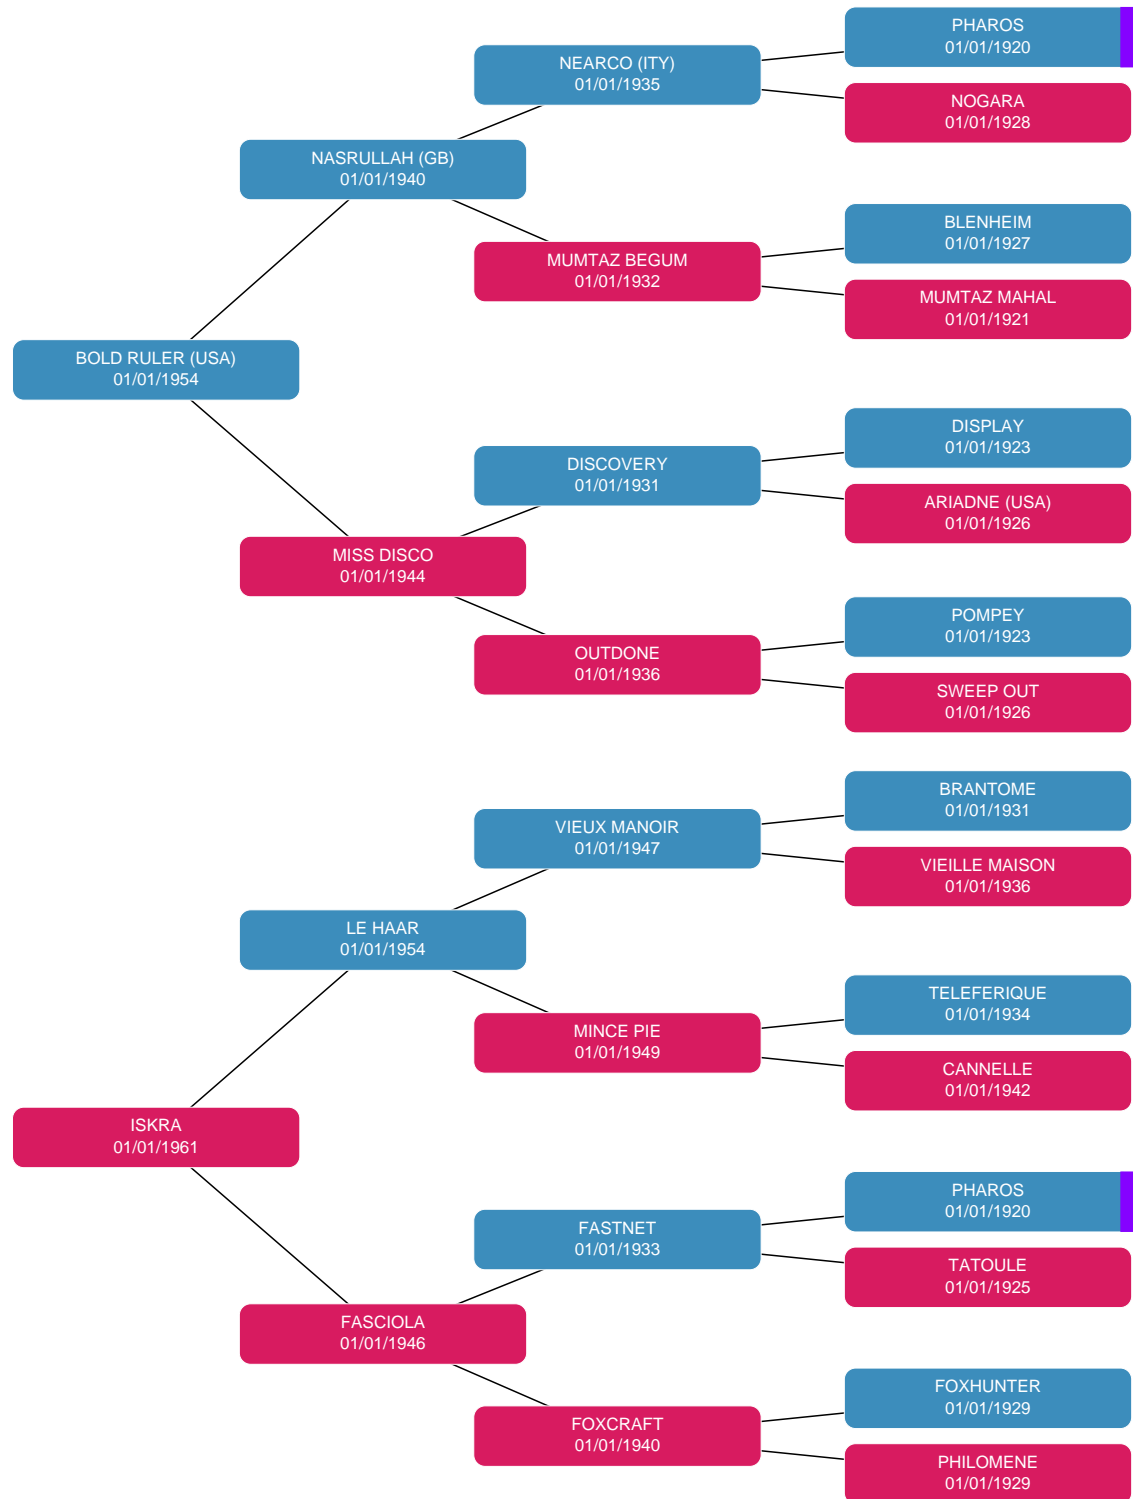 PHAROS
01/01/1920
NEARCO (ITY)
01/01/1935
NOGARA
01/01/1928
NASRULLAH (GB)
01/01/1940
BLENHEIM
01/01/1927
MUMTAZ BEGUM
01/01/1932
MUMTAZ MAHAL
01/01/1921
BOLD RULER (USA)
01/01/1954
DISPLAY
01/01/1923
DISCOVERY
01/01/1931
ARIADNE (USA)
01/01/1926
MISS DISCO
01/01/1944
POMPEY
01/01/1923
OUTDONE
01/01/1936
SWEEP OUT
01/01/1926
BRANTOME
01/01/1931
VIEUX MANOIR
01/01/1947
VIEILLE MAISON
01/01/1936
LE HAAR
01/01/1954
TELEFERIQUE
01/01/1934
MINCE PIE
01/01/1949
CANNELLE
01/01/1942
ISKRA
01/01/1961
PHAROS
01/01/1920
FASTNET
01/01/1933
TATOULE
01/01/1925
FASCIOLA
01/01/1946
FOXHUNTER
01/01/1929
FOXCRAFT
01/01/1940
PHILOMENE
01/01/1929